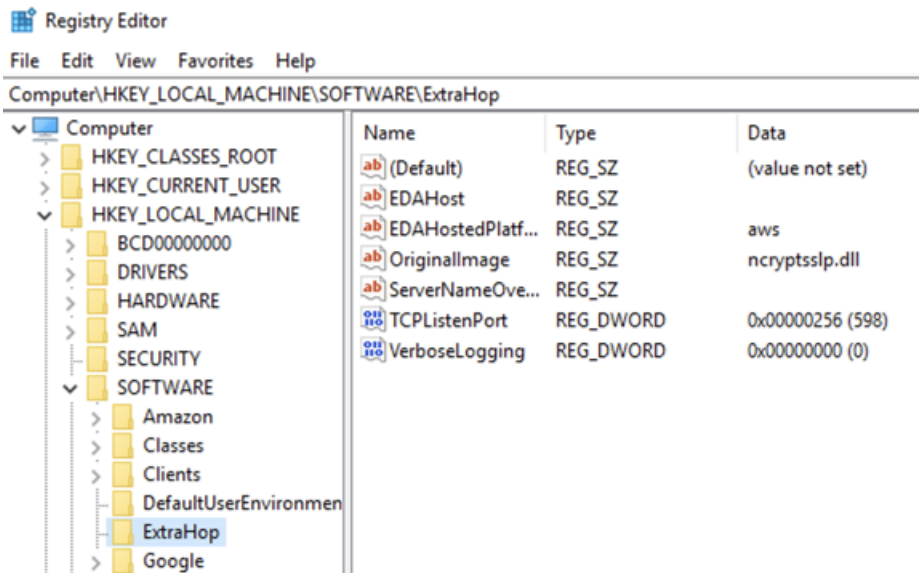 Registry Editor
File Edit View Favorites Help
Computer\HKEY_LOCAL_MACHINE\SOFTWARE\ExtraHop
Computer
HKEY_CLASSES_ROOT
HKEY_CURRENT_USER
HKEY_LOCAL_MACHINE
BCD00000000
DRIVERS
HARDWARE
SAM
SECURITY
SOFTWARE
Amazon
Classes
Clients
DefaultUserEnvironmen
ExtraHop
Google
Name Type Data
(Default) REG_SZ (value not set)
EDAHost REG_SZ
EDAHostedPlatf... REG_SZ aws
OriginalImage REG_SZ ncryptsslp.dll
ServerNameOve... REG_SZ
TCPListenPort REG_DWORD 0x00000256 (598)
VerboseLogging REG_DWORD 0x00000000 (0)